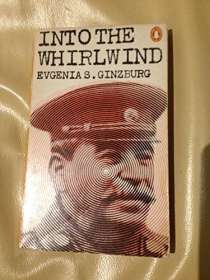 INTO THE
WHIRLWIND
EVGENIA S. GINZBURG